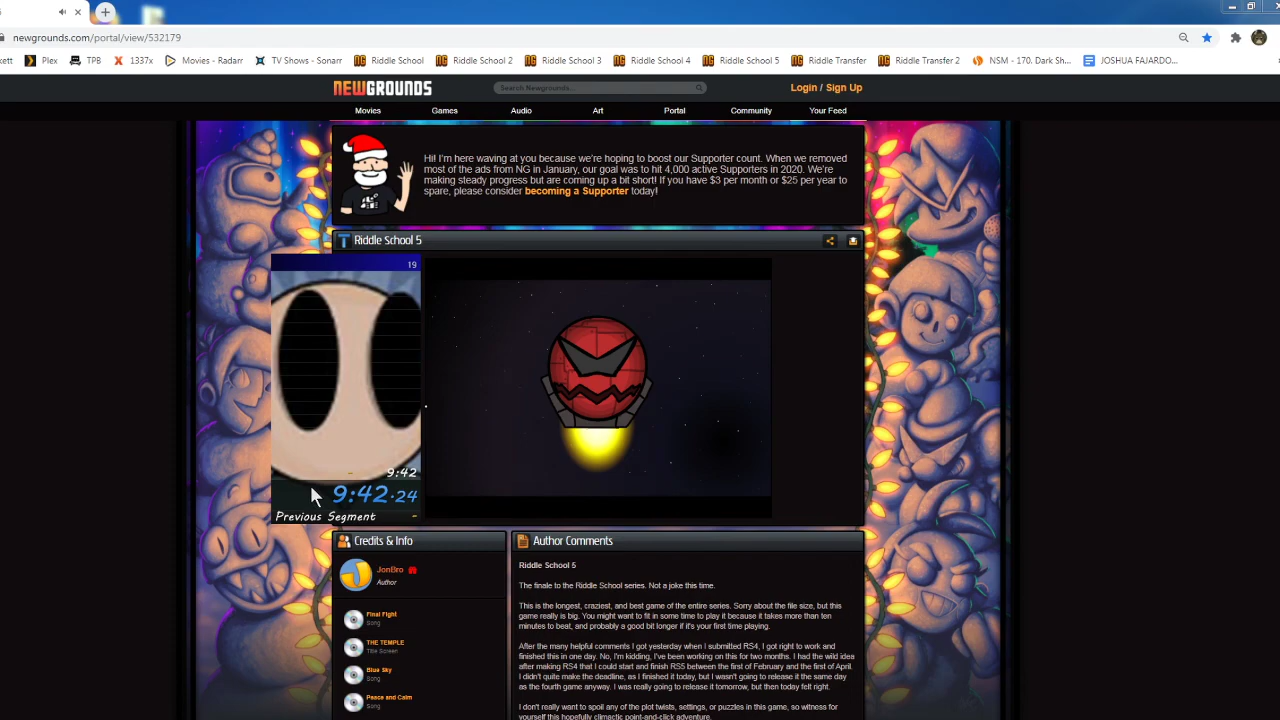 newgrounds.com/portal/view/532179
kett Plex TPB 1337x Movies - Radarr TV Shows - Sonarr Riddle School Riddle School 2 Riddle School 3 Riddle School 4 Riddle School 5 Riddle Transfer Riddle Transfer 2 NSM - 170. Dark Sh... JOSHUA FAJARDO...
NEWGROUNDS Search Newgrounds... Login / Sign Up
Movies Games Audio Art Portal Community Your Feed
Hi! I'm here waving at you because we're hoping to boost our Supporter count. When we removed
most of the ads from NG in January, our goal was to hit 4,000 active Supporters in 2020. We're
making steady progress but are coming up a bit short! If you have $3 per month or $25 per year to
spare, please consider becoming a Supporter today!
T Riddle School 5
19
9:42
9:42.24
Previous Segment -
Credits & Info
JonBro
Author
Final Fight
Song
THE TEMPLE
Title Screen
Blue Sky
Song
Peace and Calm
Song
Author Comments
Riddle School 5
The finale to the Riddle School series. Not a joke this time.
This is the longest, craziest, and best game of the entire series. Sorry about the file size, but this
game really is big. You might want to fit in some time to play it because it takes more than ten
minutes to beat, and probably a good bit longer if it's your first time playing.
After the many helpful comments I got yesterday when I submitted RS4, I got right to work and
finished this in one day. No, I'm kidding, I've been working on this for two months. I had the wild idea
after making RS4 that I could start and finish RS5 between the first of February and the first of April.
I didn't quite make the deadline, as I finished it today, but I wasn't going to release it the same day
as the fourth game anyway. I was really going to release it tomorrow, but then today felt right.
I don't really want to spoil any of the plot twists, settings, or puzzles in this game, so witness for
yourself this hopefully climactic point-and-click adventure.